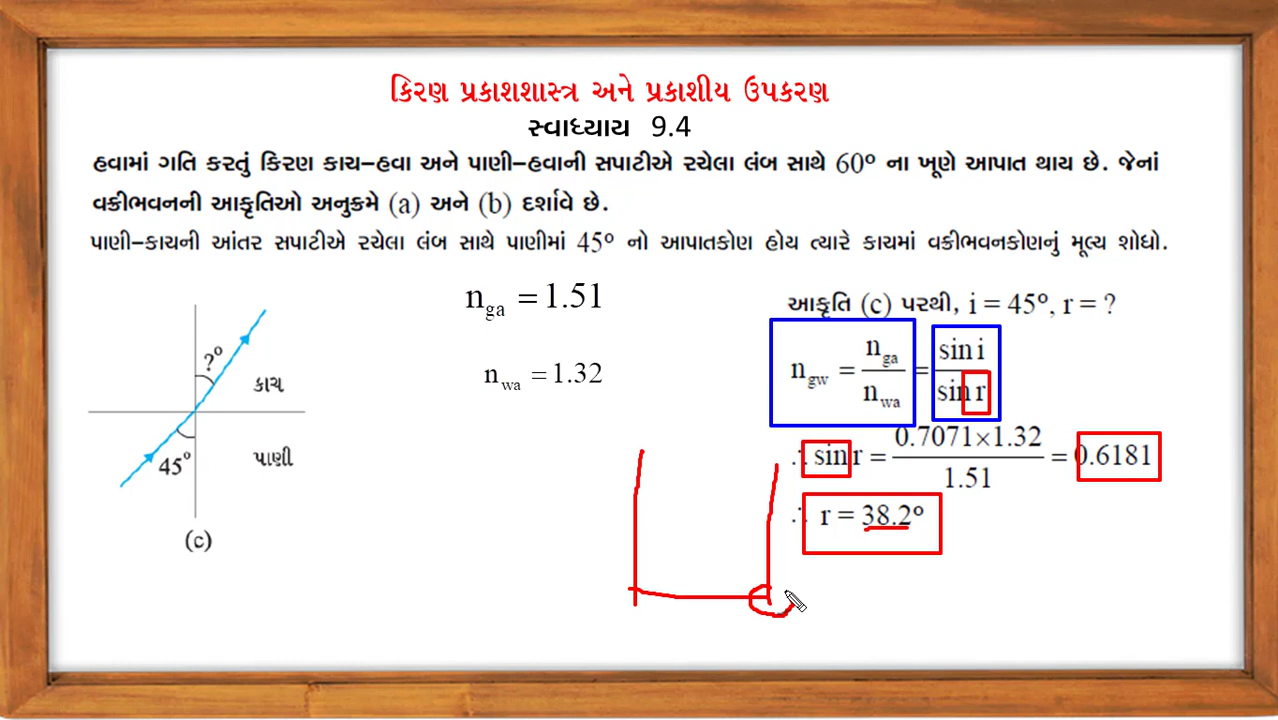 કિરણ પ્રકાશશાસ્ત્ર અને પ્રકાશીય ઉપકરણ
સ્વાધ્યાય 9.4
હવામાં ગતિ કરતું કિરણ કાચ–હવા અને પાણી–હવાની સપાટીએ રચેલા લંબ સાથે 60° ના ખૂણે આપાત થાય છે. જેનાં
વક્રીભવનની આકૃતિઓ અનુક્રમે (a) અને (b) દર્શાવે છે.
પાણી–કાચની આંતર સપાટીએ રચેલા લંબ સાથે પાણીમાં 45° નો આપાતકોણ હોય ત્યારે કાચમાં વક્રીભવનકોણનું મૂલ્ય શોધો.
n_ga = 1.51
n_wa = 1.32
?°
કાચ
45°
પાણી
(c)
આકૃતિ (c) પરથી, i = 45°, r = ?
n_gw = n_ga / n_wa = sin i / sin r
∴ sin r = 0.7071×1.32 / 1.51 = 0.6181
∴ r = 38.2°